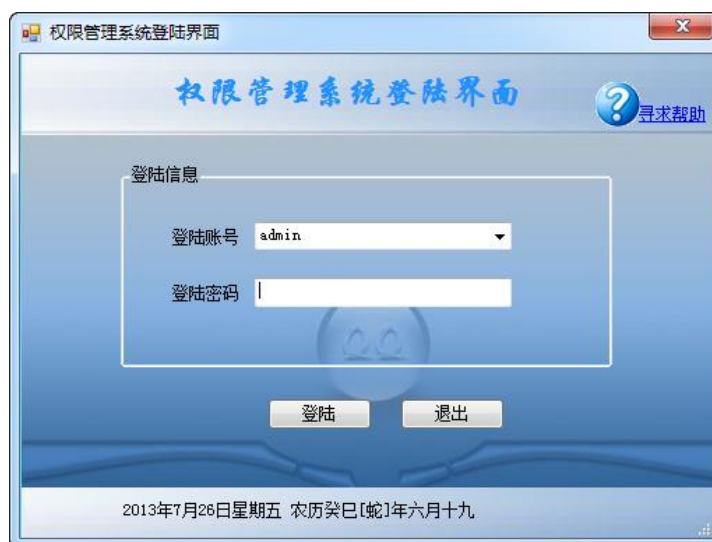 权限管理系统登陆界面
权限管理系统登陆界面
寻求帮助
登陆信息
登陆账号 admin
登陆密码
登陆 退出
2013年7月26日星期五 农历癸巳[蛇]年六月十九